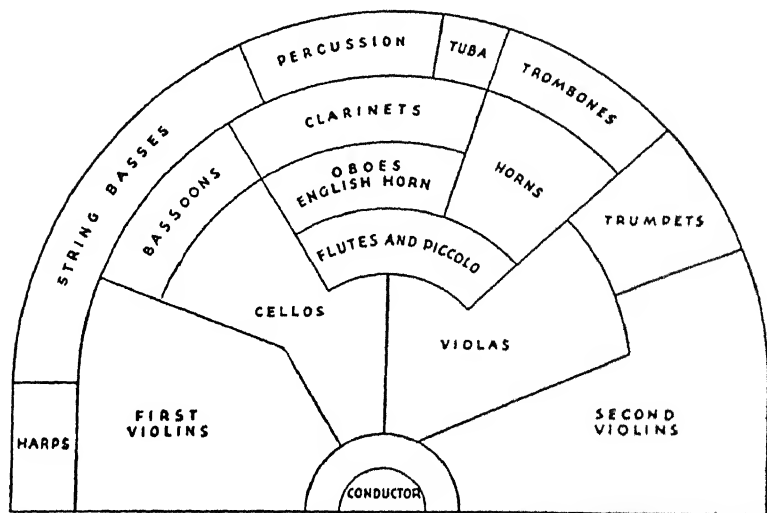 PERCUSSION
TUBA
TROMBONES
CLARINETS
STRING BASSES
BASSOONS
OBOES
ENGLISH HORN
HORNS
TRUMPETS
FLUTES AND PICCOLO
CELLOS
VIOLAS
FIRST
VIOLINS
SECOND
VIOLINS
HARPS
CONDUCTOR